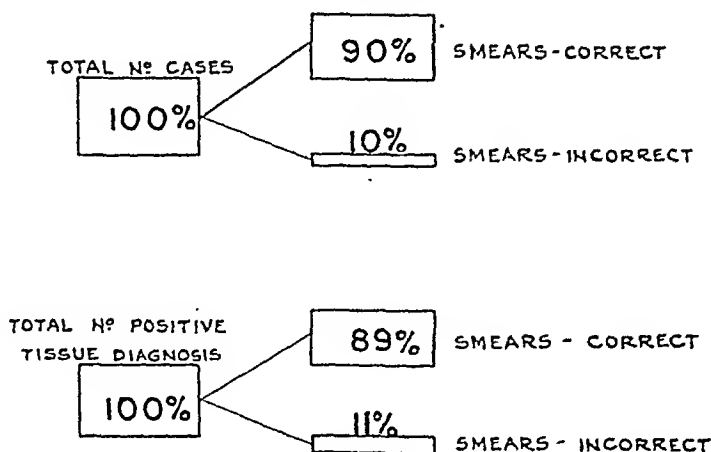 TOTAL Nº CASES
100%
90%
SMEARS-CORRECT
10%
SMEARS-INCORRECT
TOTAL Nº POSITIVE
TISSUE DIAGNOSIS
100%
89%
SMEARS - CORRECT
11%
SMEARS - INCORRECT